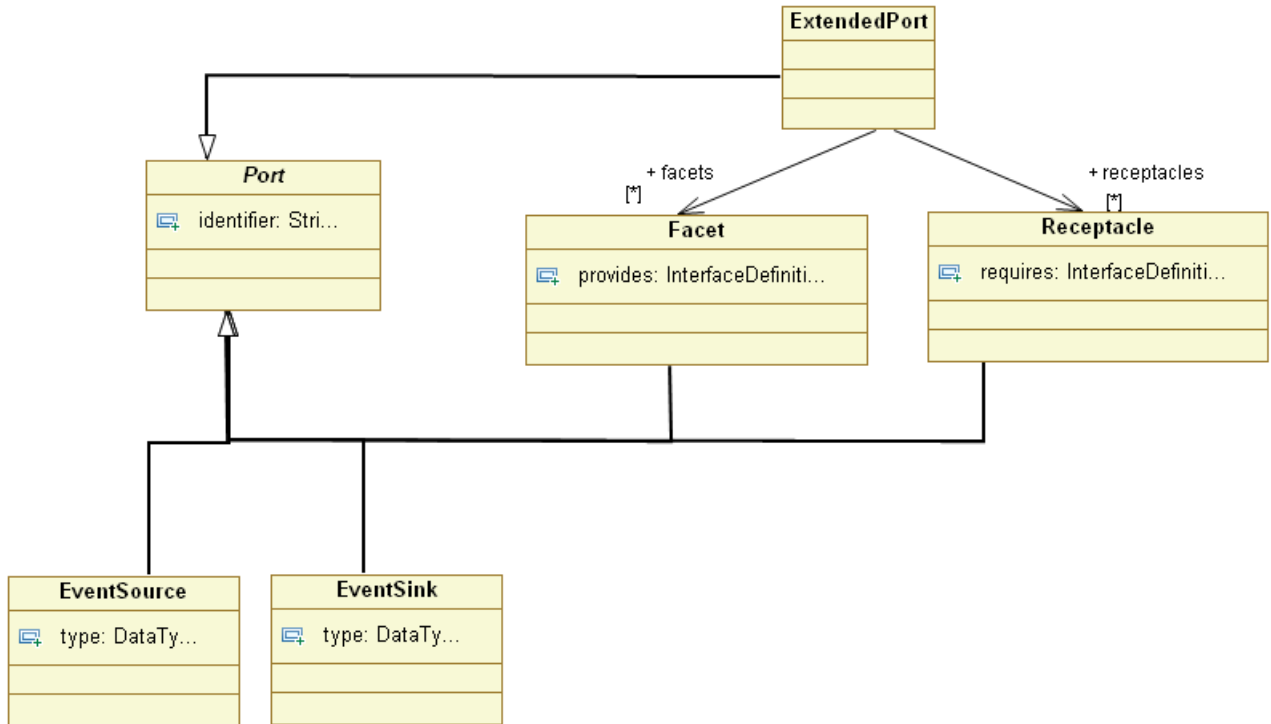 ExtendedPort
Port
identifier: Stri...
+ facets
[*]
+ receptacles
[*]
Facet
provides: InterfaceDefiniti...
Receptacle
requires: InterfaceDefiniti...
EventSource
type: DataTy...
EventSink
type: DataTy...